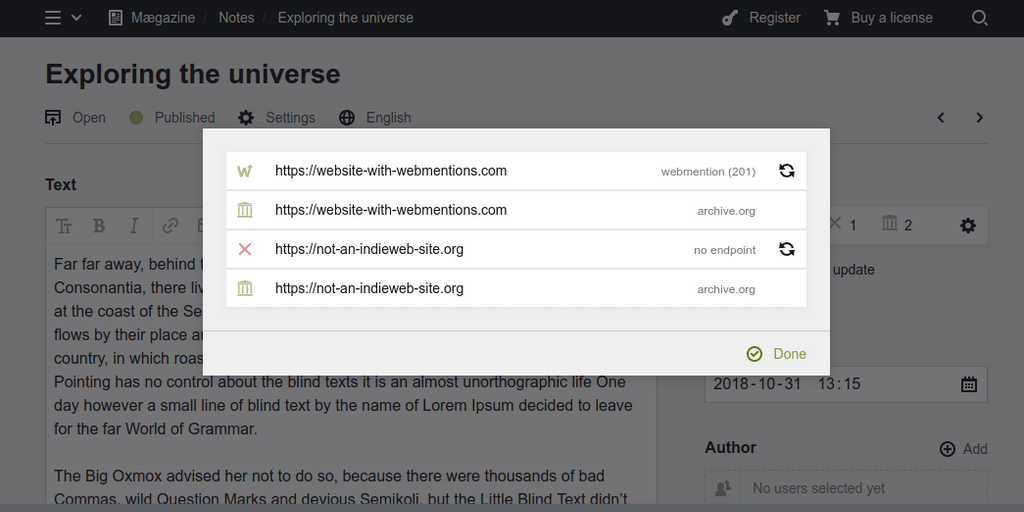 Mægazine / Notes / Exploring the universe
Register
Buy a license
Exploring the universe
Open
Published
Settings
English
Text
https://website-with-webmentions.com webmention (201)
https://website-with-webmentions.com archive.org
https://not-an-indieweb-site.org no endpoint
https://not-an-indieweb-site.org archive.org
Done
1
2
update
Far far away, behind
Consonantia, there
at the coast of the
flows by their place
country, in which
Pointing has no control about the blind texts it is an almost unorthographic life One
day however a small line of blind text by the name of Lorem Ipsum decided to leave
for the far World of Grammar.
The Big Oxmox advised her not to do so, because there were thousands of bad
Commas, wild Question Marks and devious Semikoli, but the Little Blind Text didn't
2018-10-31 13:15
Author
Add
No users selected yet